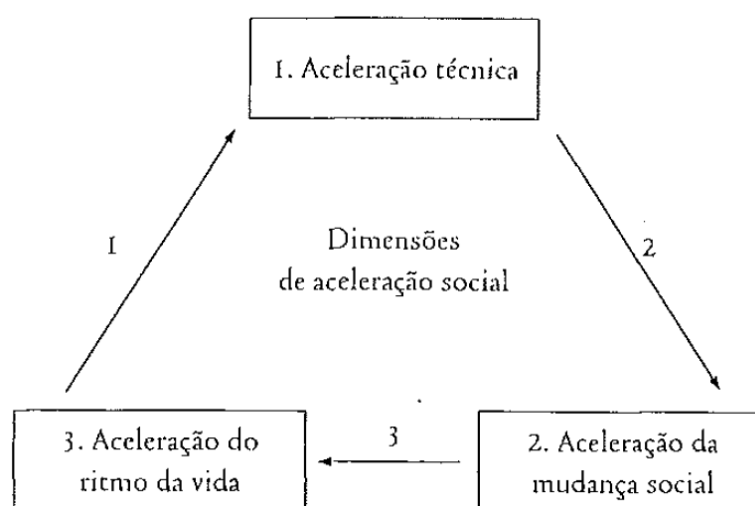 1. Aceleração técnica
1
Dimensões
de aceleração social
2
3. Aceleração do
ritmo da vida
3
2. Aceleração da
mudança social